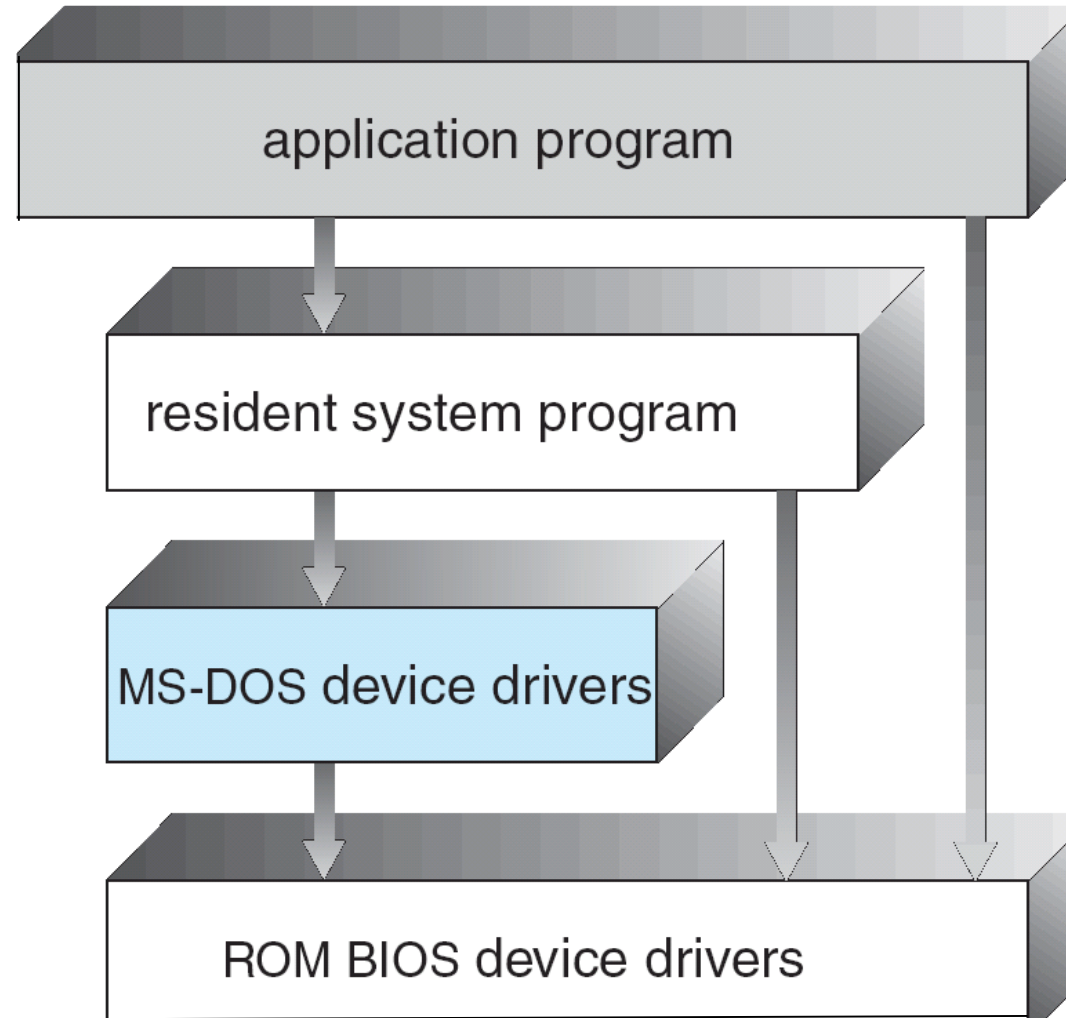 application program
resident system program
MS-DOS device drivers
ROM BIOS device drivers